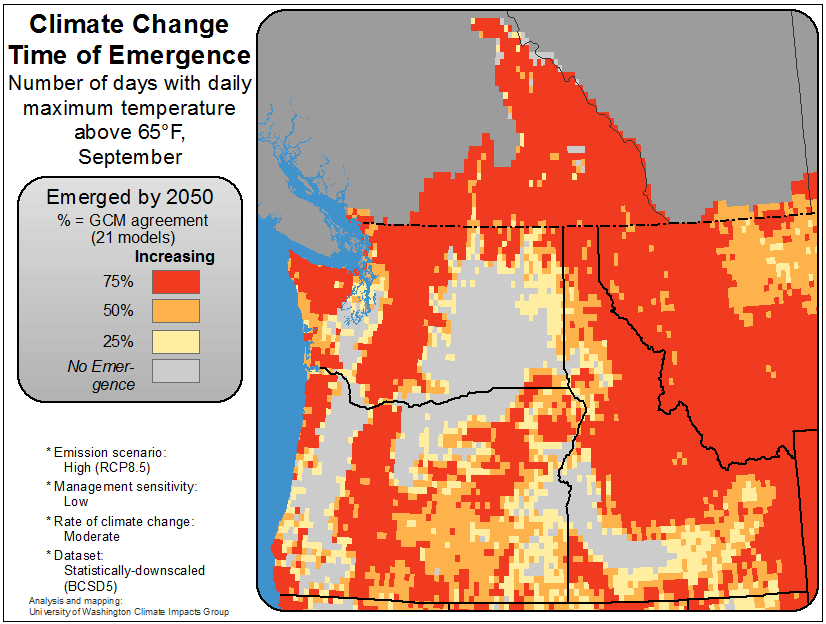 Climate Change
Time of Emergence
Number of days with daily
maximum temperature
above 65°F,
September
Emerged by 2050
% = GCM agreement
(21 models)
Increasing
75%
50%
25%
No Emer-
gence
* Emission scenario:
High (RCP8.5)
* Management sensitivity:
Low
* Rate of climate change:
Moderate
* Dataset:
Statistically-downscaled
(BCSD5)
Analysis and mapping:
University of Washington Climate Impacts Group